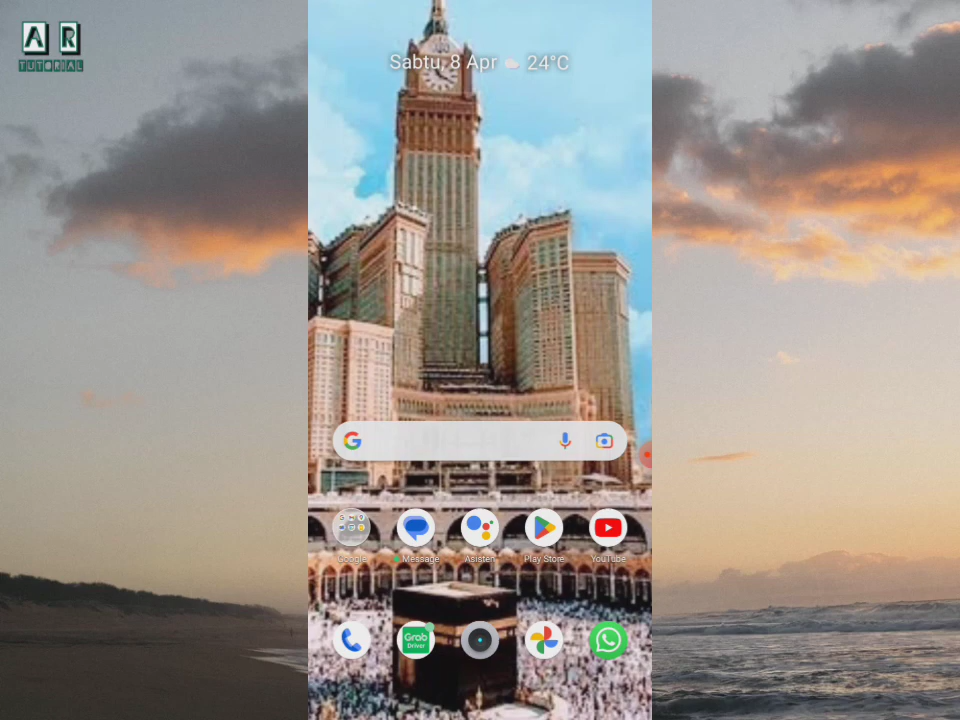 A R
TUTORIAL
Sabtu, 8 Apr 24°C
Google
Message
Asisten
Play Store
YouTube
Grab
Driver